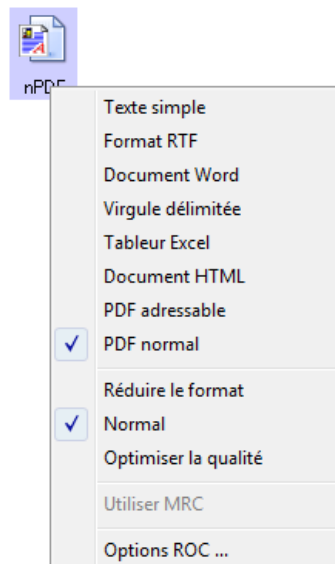 nPDF
Texte simple
Format RTF
Document Word
Virgule délimitée
Tableur Excel
Document HTML
PDF adressable
PDF normal
Réduire le format
Normal
Optimiser la qualité
Utiliser MRC
Options ROC ...